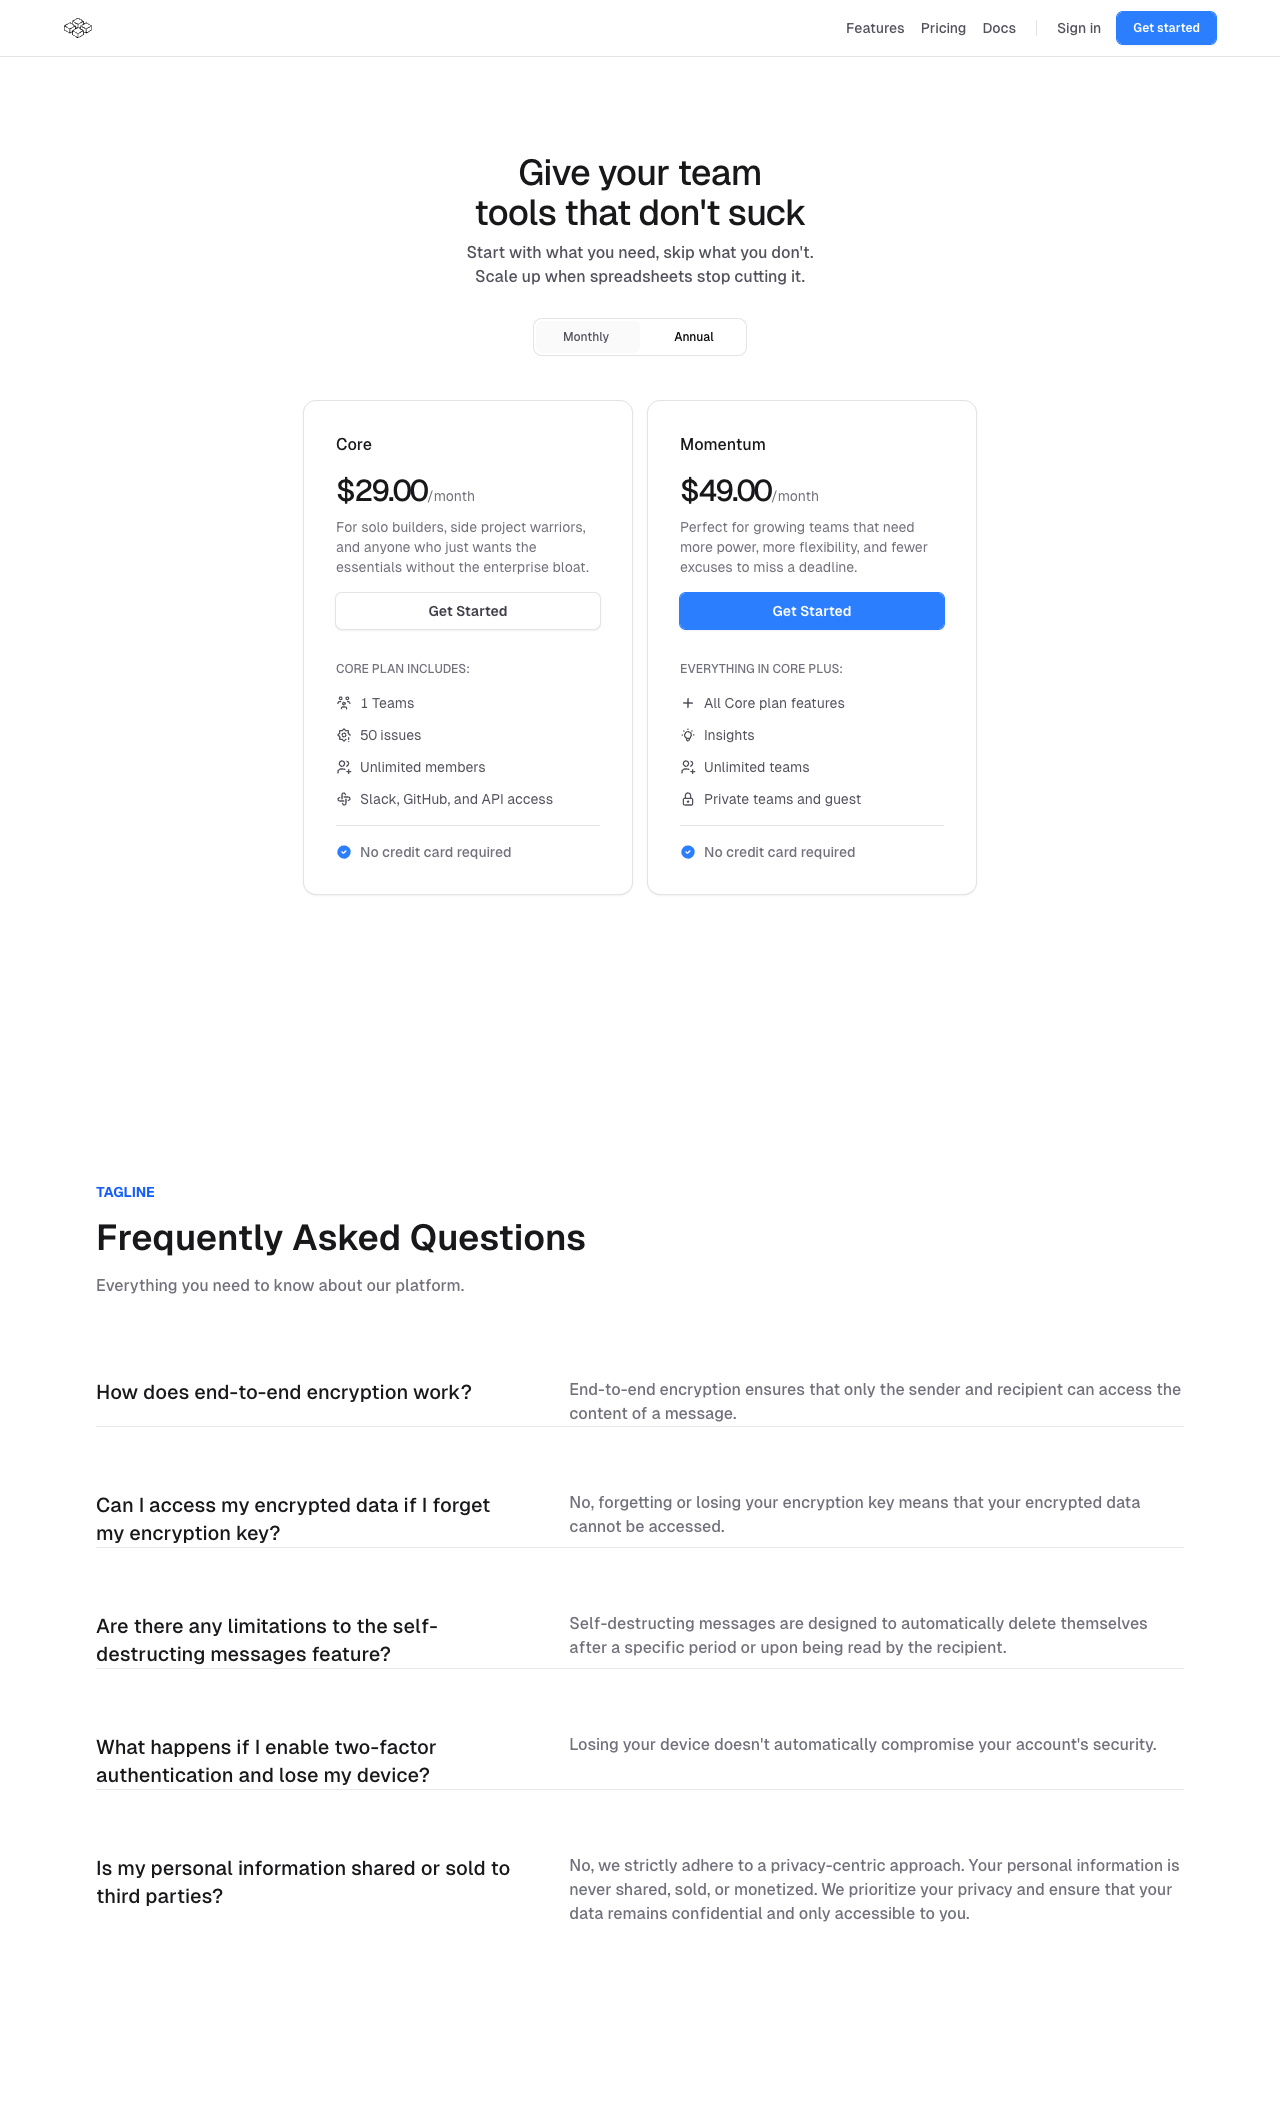 Features Pricing Docs Sign in Get started
Give your team
tools that don't suck
Start with what you need, skip what you don't.
Scale up when spreadsheets stop cutting it.
Monthly Annual
Core
$29.00/month
For solo builders, side project warriors,
and anyone who just wants the
essentials without the enterprise bloat.
Get Started
CORE PLAN INCLUDES:
1 Teams
50 issues
Unlimited members
Slack, GitHub, and API access
No credit card required
Momentum
$49.00/month
Perfect for growing teams that need
more power, more flexibility, and fewer
excuses to miss a deadline.
Get Started
EVERYTHING IN CORE PLUS:
All Core plan features
Insights
Unlimited teams
Private teams and guest
No credit card required
TAGLINE
Frequently Asked Questions
Everything you need to know about our platform.
How does end-to-end encryption work?
End-to-end encryption ensures that only the sender and recipient can access the
content of a message.
Can I access my encrypted data if I forget
my encryption key?
No, forgetting or losing your encryption key means that your encrypted data
cannot be accessed.
Are there any limitations to the self-
destructing messages feature?
Self-destructing messages are designed to automatically delete themselves
after a specific period or upon being read by the recipient.
What happens if I enable two-factor
authentication and lose my device?
Losing your device doesn't automatically compromise your account's security.
Is my personal information shared or sold to
third parties?
No, we strictly adhere to a privacy-centric approach. Your personal information is
never shared, sold, or monetized. We prioritize your privacy and ensure that your
data remains confidential and only accessible to you.